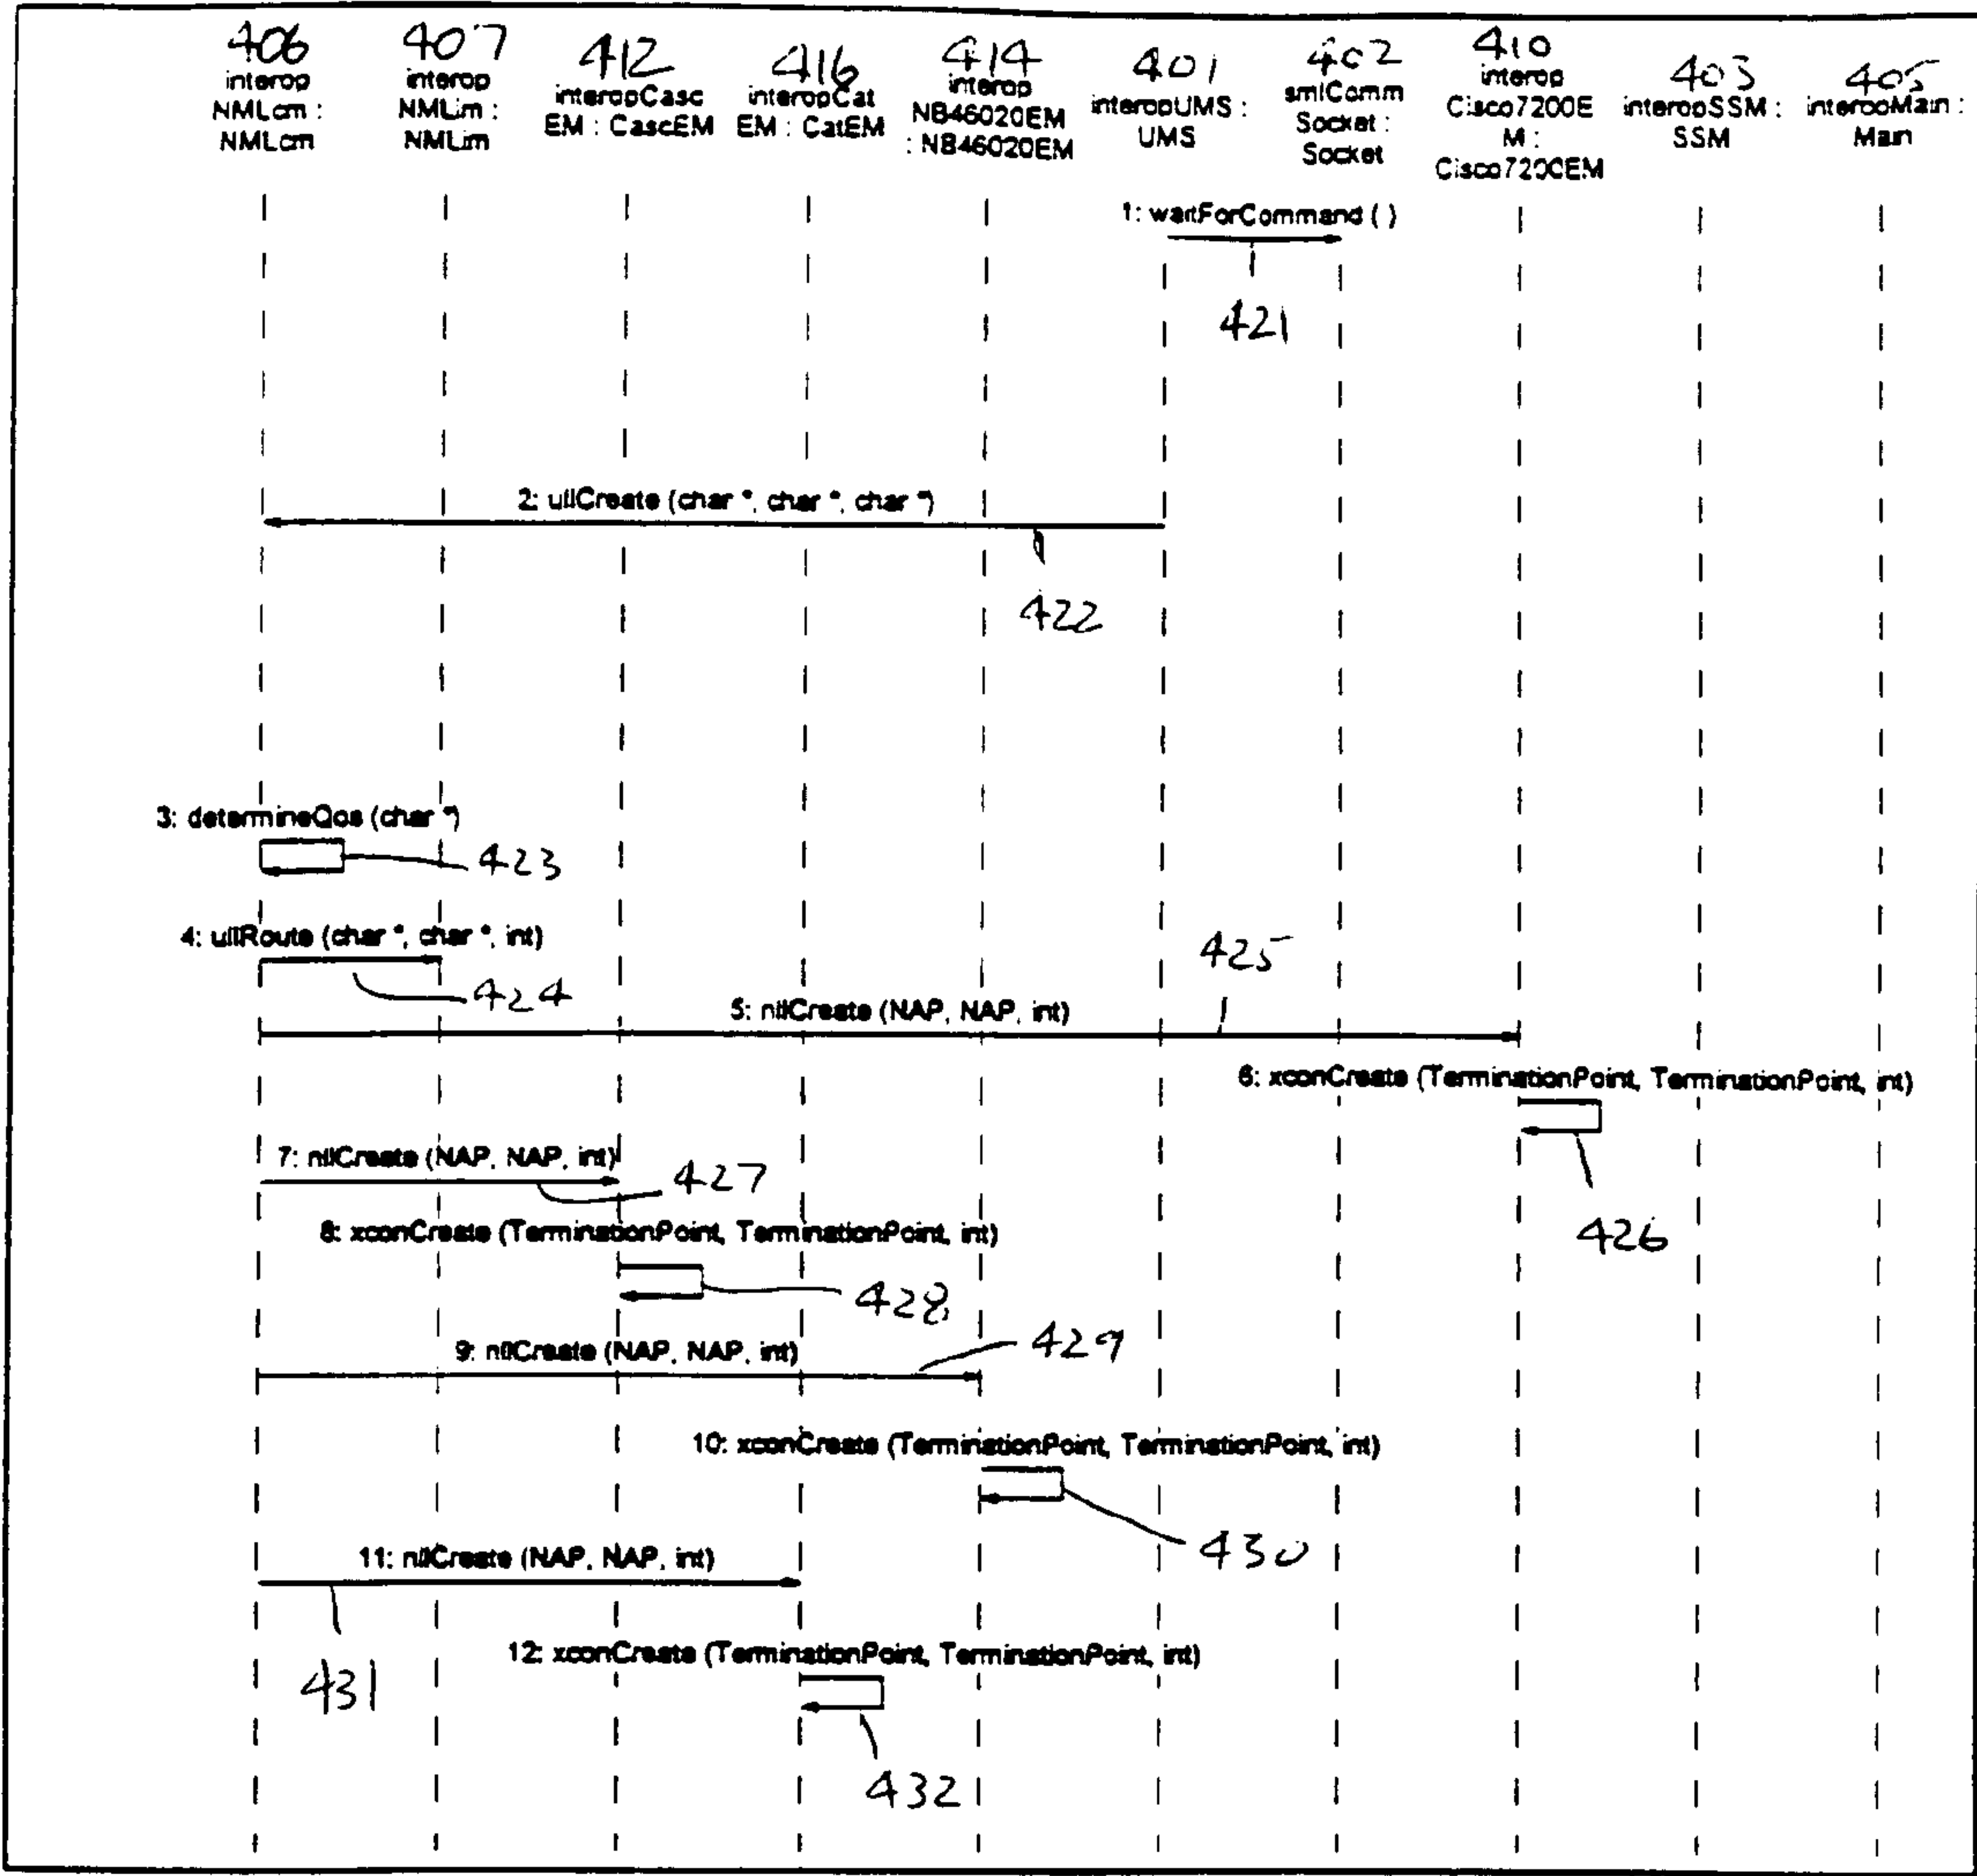 406
interop
NMLcm :
NMLcm
407
interop
NMLim :
NMLim
412
interopCasc
EM : CascEM
416
interopCat
EM : CatEM
414
interop
NB46020EM
: NB46020EM
401
interopUMS :
UMS
402
smlComm
Socket :
Socket
410
interop
Cisco7200E
M :
Cisco7200EM
403
interopSSM :
SSM
405
interopMain :
Main
1: waitForCommand ( )
421
2: ullCreate (char *, char *, char *)
422
3: determineQos (char *)
423
4: ullRoute (char *, char *, int)
424
425
5: nllCreate (NAP, NAP, int)
6: xconCreate (TerminationPoint, TerminationPoint, int)
426
7: nllCreate (NAP, NAP, int)
427
8: xconCreate (TerminationPoint, TerminationPoint, int)
428
9: nllCreate (NAP, NAP, int)
429
10: xconCreate (TerminationPoint, TerminationPoint, int)
430
11: nllCreate (NAP, NAP, int)
431
12: xconCreate (TerminationPoint, TerminationPoint, int)
432